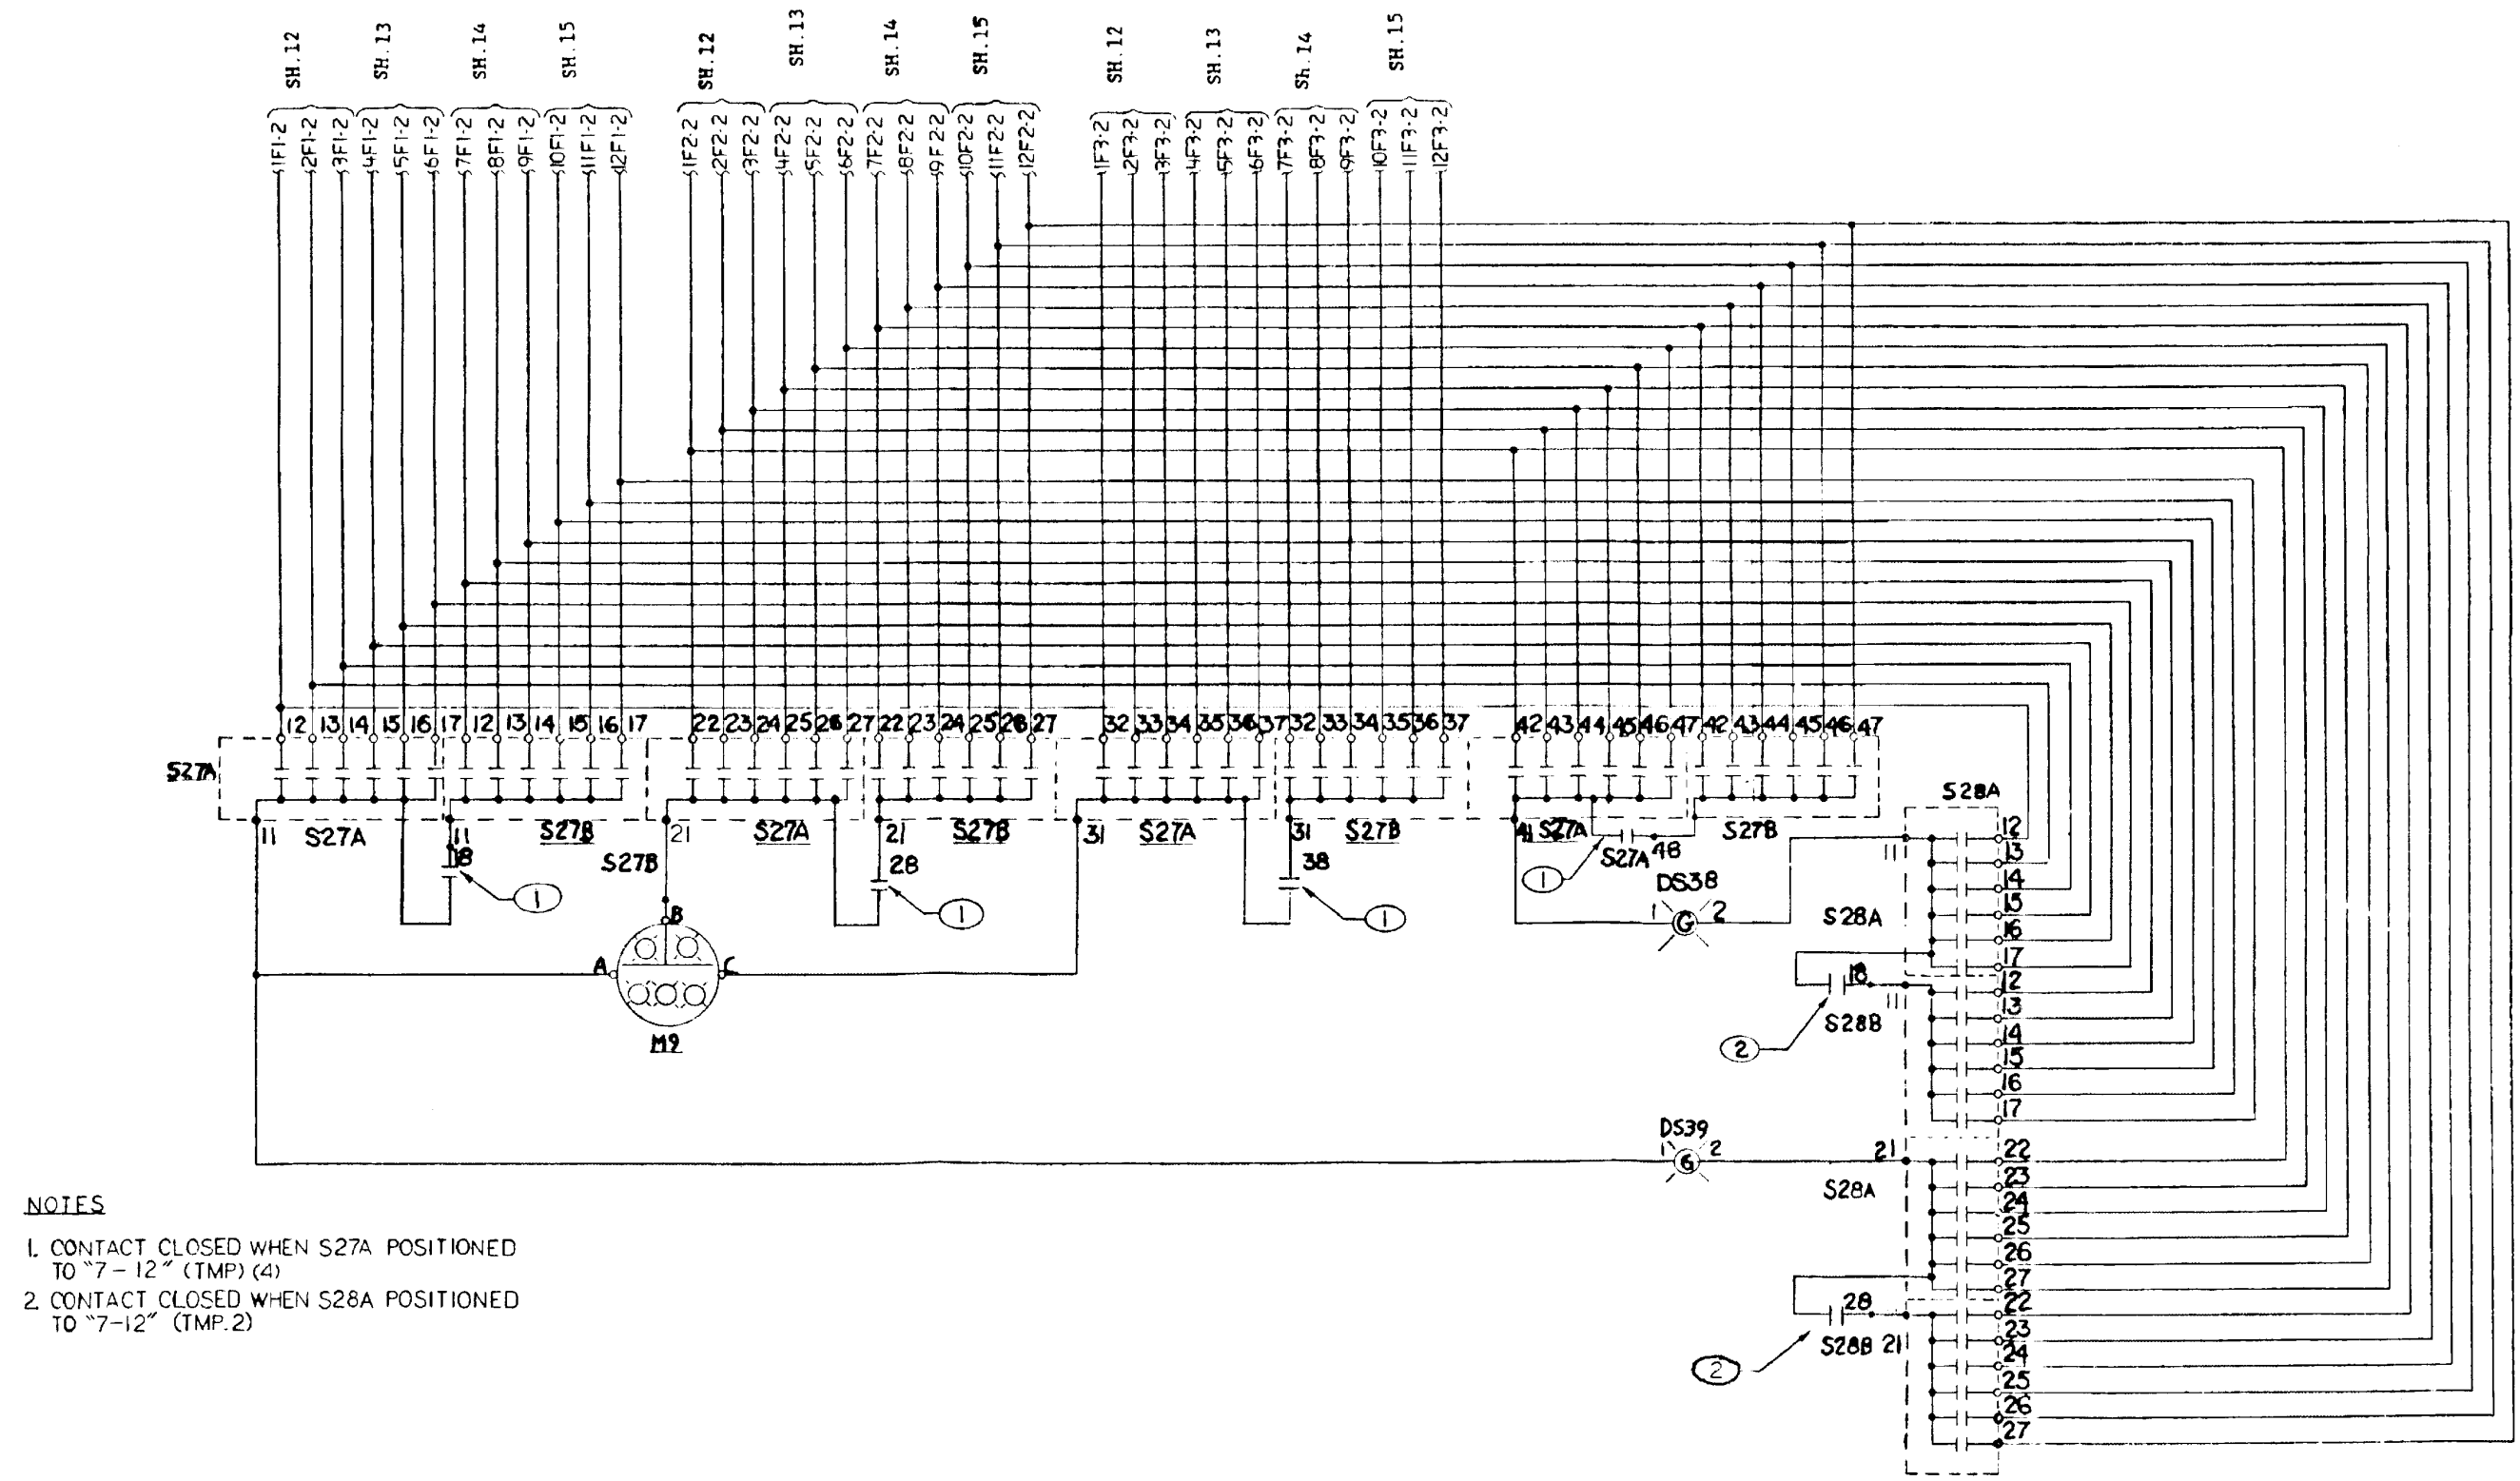 SH.12 SH.13 SH.14 SH.15 SH.12 SH.13 SH.14 SH.15 SH.12 SH.13 Sh.14 SH.15
1F1-2 2F1-2 3F1-2 4F1-2 5F1-2 6F1-2 7F1-2 8F1-2 9F1-2 10F1-2 11F1-2 12F1-2 1F2-2 2F2-2 3F2-2 4F2-2 5F2-2 6F2-2 7F2-2 8F2-2 9F2-2 10F2-2 11F2-2 12F2-2 1F3-2 2F3-2 3F3-2 4F3-2 5F3-2 6F3-2 7F3-2 8F3-2 9F3-2 10F3-2 11F3-2 12F3-2
12 13 14 15 16 17 12 13 14 15 16 17 22 23 24 25 26 27 22 23 24 25 26 27 32 33 34 35 36 37 32 33 34 35 36 37 42 43 44 45 46 47 42 43 44 45 46 47
S27A
11 S27A 11 S27B 21 S27A 21 S27B 31 S27A 31 S27B 41 S27A S27B
18 S27B 28 38 S27A 48
1 1 1 1
DS38
1 G 2
B
A C
M9
S28A
11 12
13
14
S28A 15
16
17
18 11 12
S28B 13
2 14
15
16
17
DS39
1 G 2 21 22
S28A 23
24
25
26
27
28 22
S28B 21 23
2 24
25
26
27
NOTES
1. CONTACT CLOSED WHEN S27A POSITIONED
TO "7-12" (TMP) (4)
2. CONTACT CLOSED WHEN S28A POSITIONED
TO "7-12" (TMP.2)